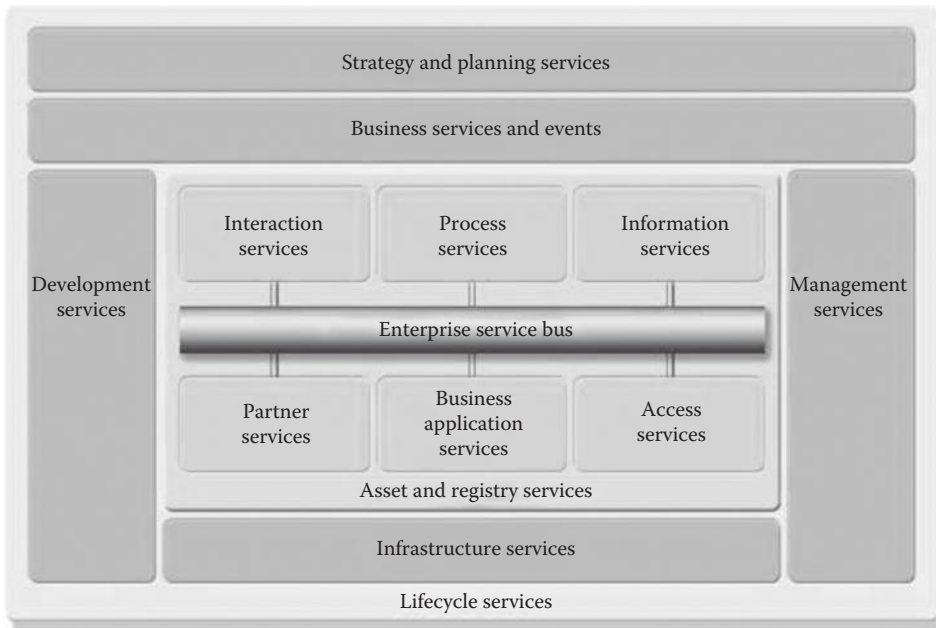 Strategy and planning services
Business services and events
Development
services
Interaction
services
Process
services
Information
services
Management
services
Enterprise service bus
Partner
services
Business
application
services
Access
services
Asset and registry services
Infrastructure services
Lifecycle services